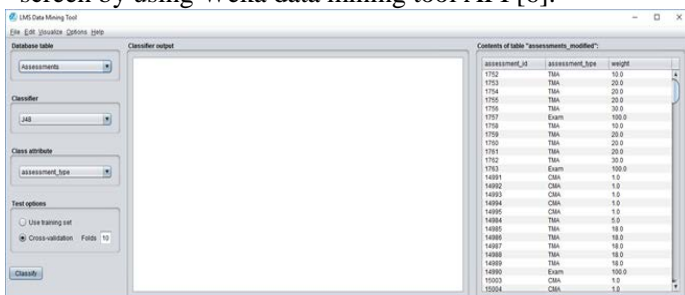 screen by using Weka data mining tool API [6].
LMS Data Mining Tool
File Edit Visualize Options Help
Database table
Assessments
Classifier
J48
Class attribute
assessment_type
Test options
Use training set
Cross-validation Folds 10
Classify
Classifier output
Contents of table "assessments_modified":
assessment_id assessment_type weight
1752 TMA 10.0
1753 TMA 20.0
1754 TMA 20.0
1755 TMA 20.0
1756 TMA 30.0
1757 Exam 100.0
1758 TMA 10.0
1759 TMA 20.0
1760 TMA 20.0
1761 TMA 20.0
1762 TMA 30.0
1763 Exam 100.0
14991 CMA 1.0
14992 CMA 1.0
14993 CMA 1.0
14994 CMA 1.0
14995 CMA 1.0
14984 TMA 5.0
14985 TMA 18.0
14986 TMA 18.0
14987 TMA 18.0
14988 TMA 18.0
14989 TMA 18.0
14990 Exam 100.0
15003 CMA 1.0
15004 CMA 1.0